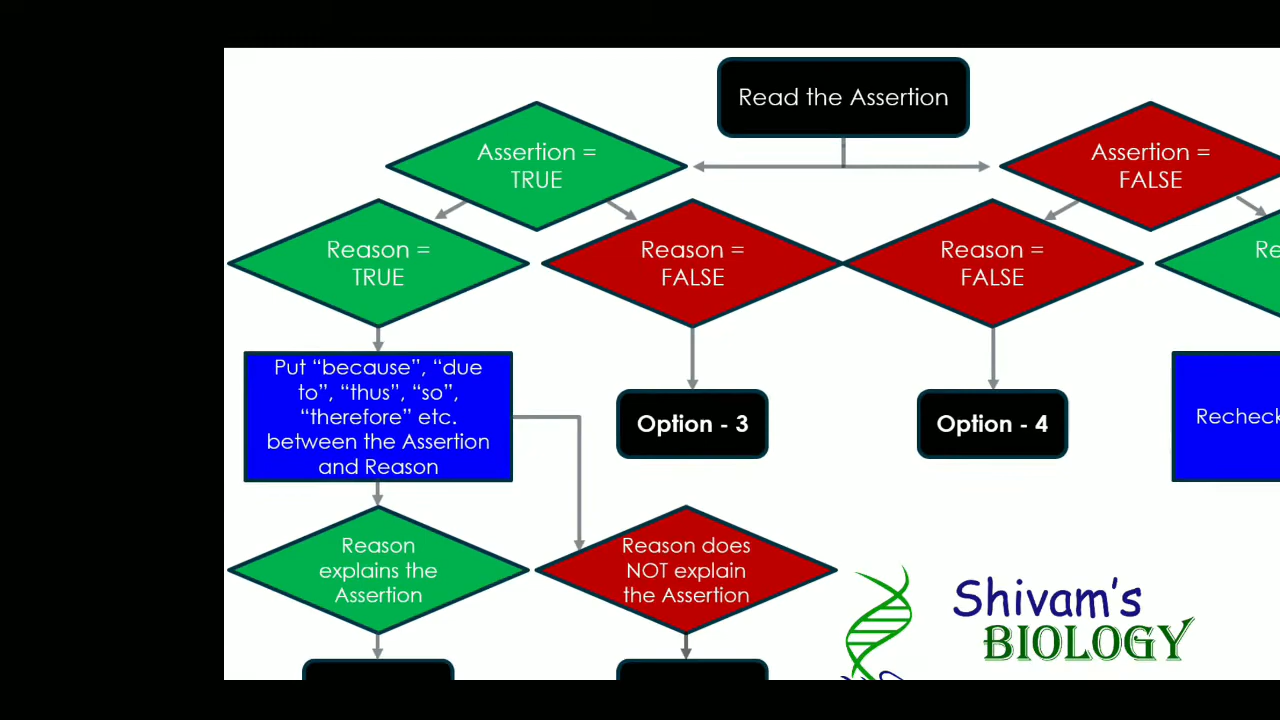 Read the Assertion
Assertion =
TRUE
Assertion =
FALSE
Reason =
TRUE
Reason =
FALSE
Reason =
FALSE
Put “because”, “due
to”, “thus”, “so”,
“therefore” etc.
between the Assertion
and Reason
Option - 3
Option - 4
Recheck
Reason
explains the
Assertion
Reason does
NOT explain
the Assertion
Shivam's
BIOLOGY